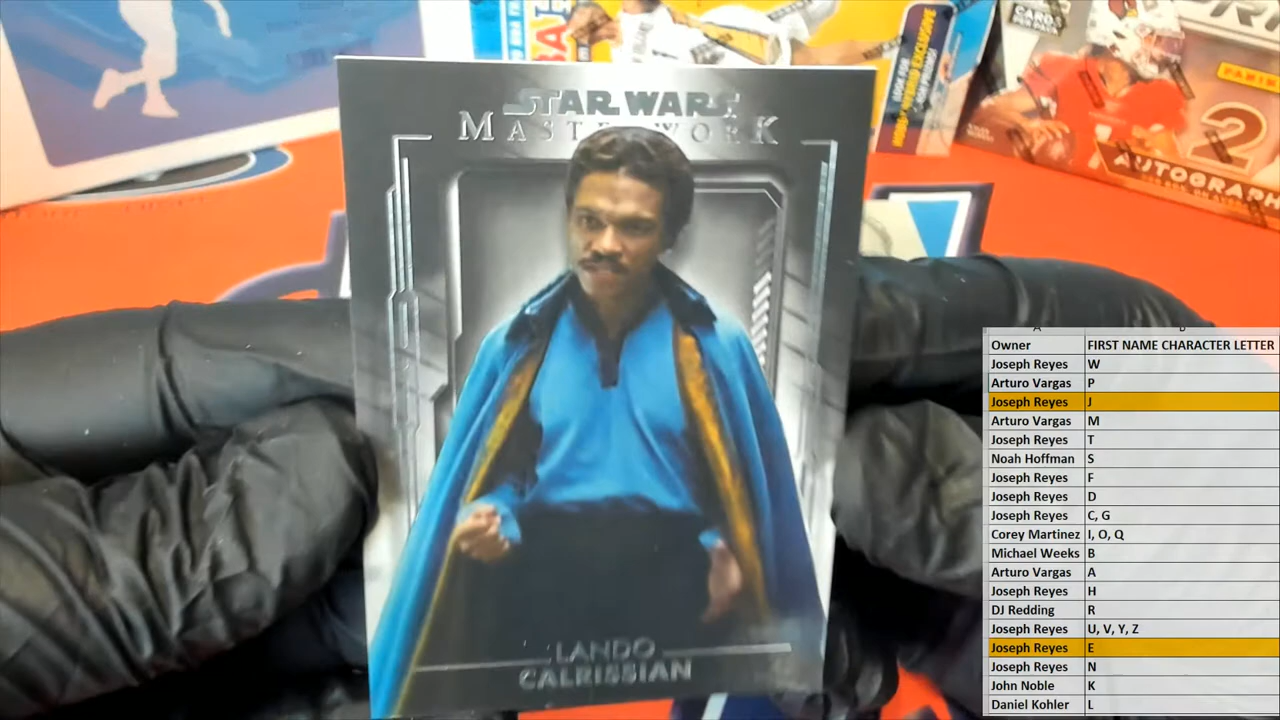 STAR WARS
MASTERWORK
LANDO
CALRISSIAN
CARDS
PANINI
2
AUTOGRAPH
A B
Owner FIRST NAME CHARACTER LETTER
Joseph Reyes W
Arturo Vargas P
Joseph Reyes J
Arturo Vargas M
Joseph Reyes T
Noah Hoffman S
Joseph Reyes F
Joseph Reyes D
Joseph Reyes C, G
Corey Martinez I, O, Q
Michael Weeks B
Arturo Vargas A
Joseph Reyes H
DJ Redding R
Joseph Reyes U, V, Y, Z
Joseph Reyes E
Joseph Reyes N
John Noble K
Daniel Kohler L